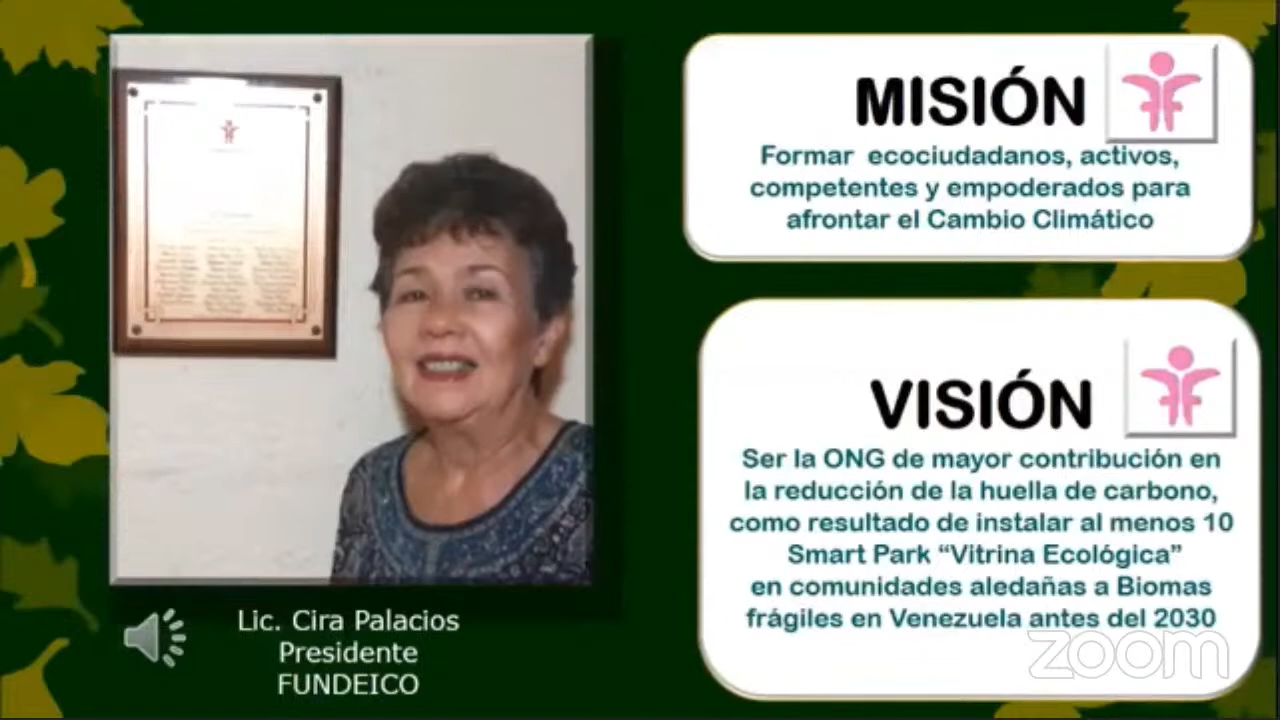 MISIÓN
Formar ecociudadanos, activos,
competentes y empoderados para
afrontar el Cambio Climático
VISIÓN
Ser la ONG de mayor contribución en
la reducción de la huella de carbono,
como resultado de instalar al menos 10
Smart Park “Vitrina Ecológica”
en comunidades aledañas a Biomas
frágiles en Venezuela antes del 2030
Lic. Cira Palacios
Presidente
FUNDEICO
zoom